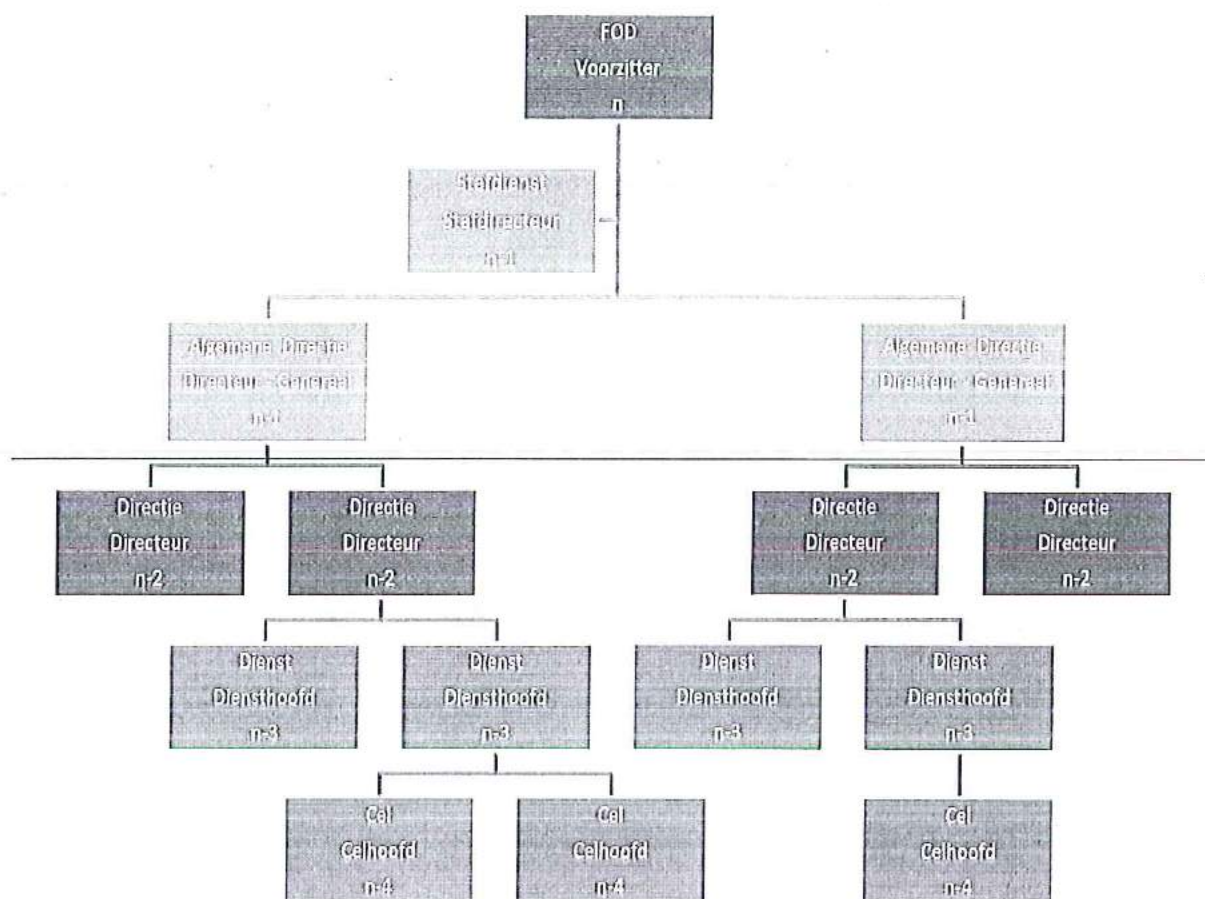 FOD
Voorzitter
n
Stafdienst
Stafdirecteur
n-1
Algemene Directie
Directeur - Generaal
n-1
Algemene Directie
Directeur - Generaal
n-1
Directie
Directeur
n-2
Directie
Directeur
n-2
Directie
Directeur
n-2
Directie
Directeur
n-2
Dienst
Diensthoofd
n-3
Dienst
Diensthoofd
n-3
Dienst
Diensthoofd
n-3
Dienst
Diensthoofd
n-3
Cel
Celhoofd
n-4
Cel
Celhoofd
n-4
Cel
Celhoofd
n-4